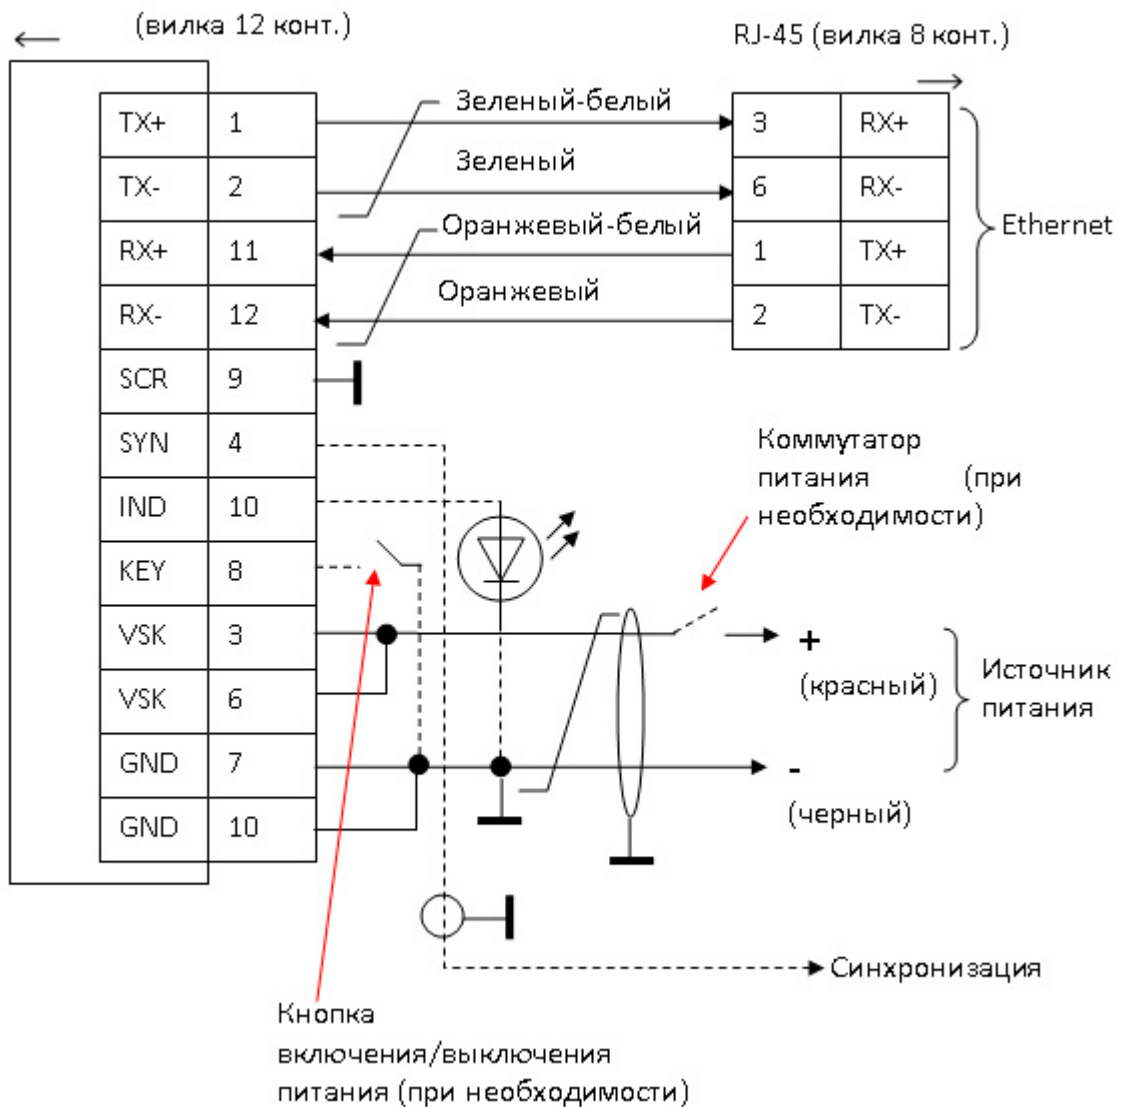 (вилка 12 конт.)
RJ-45 (вилка 8 конт.)
TX+ 1
Зеленый-белый
3 RX+
TX- 2
Зеленый
6 RX-
RX+ 11
Оранжевый-белый
1 TX+
Ethernet
RX- 12
Оранжевый
2 TX-
SCR 9
SYN 4
Коммутатор
питания (при
необходимости)
IND 10
KEY 8
VSK 3
+
(красный)
Источник
питания
VSK 6
GND 7
-
(черный)
GND 10
Синхронизация
Кнопка
включения/выключения
питания (при необходимости)